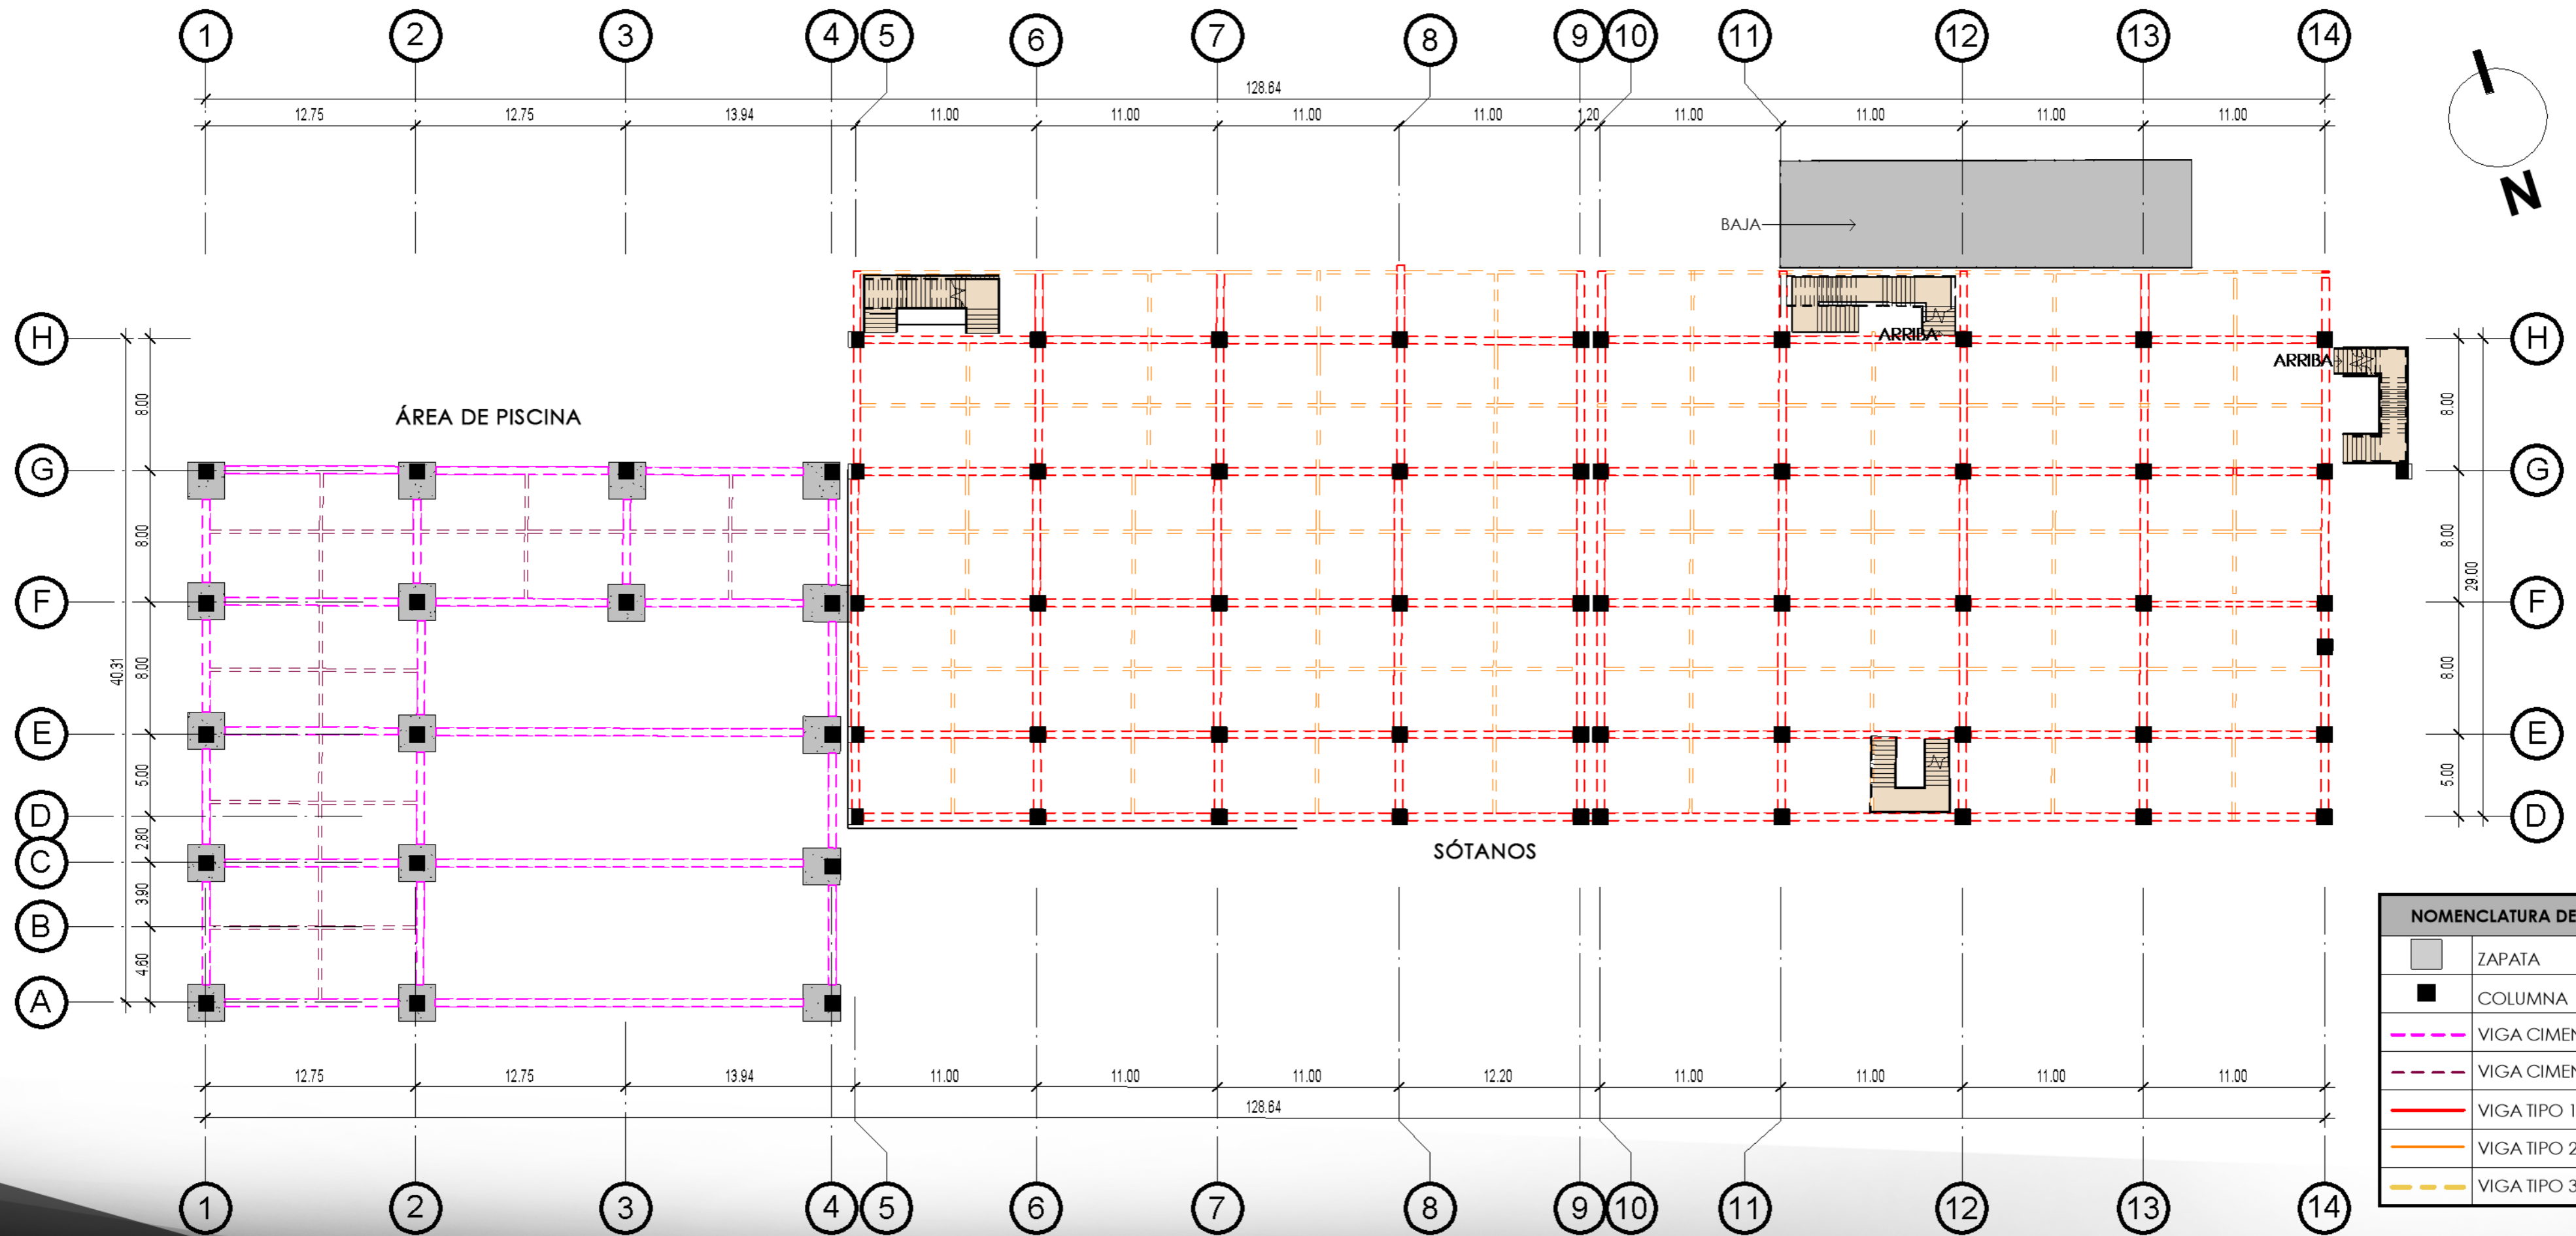 1 2 3 4 5 6 7 8 9 10 11 12 13 14
128.64
12.75 12.75 13.94 11.00 11.00 11.00 11.00 1.20 11.00 11.00 11.00 11.00
N
BAJA
H H
ARRIBA
ARRIBA
8.00 8.00
ÁREA DE PISCINA
G G
8.00 8.00
29.00
F F
40.31
8.00 8.00
E E
5.00 5.00
D D
2.80
SÓTANOS
C
3.90
B
4.60
A
NOMENCLATURA DE
ZAPATA
COLUMNA
VIGA CIMEN
VIGA CIMEN
VIGA TIPO 1
VIGA TIPO 2
VIGA TIPO 3
12.75 12.75 13.94 11.00 11.00 11.00 12.20 11.00 11.00 11.00 11.00
128.64
1 2 3 4 5 6 7 8 9 10 11 12 13 14